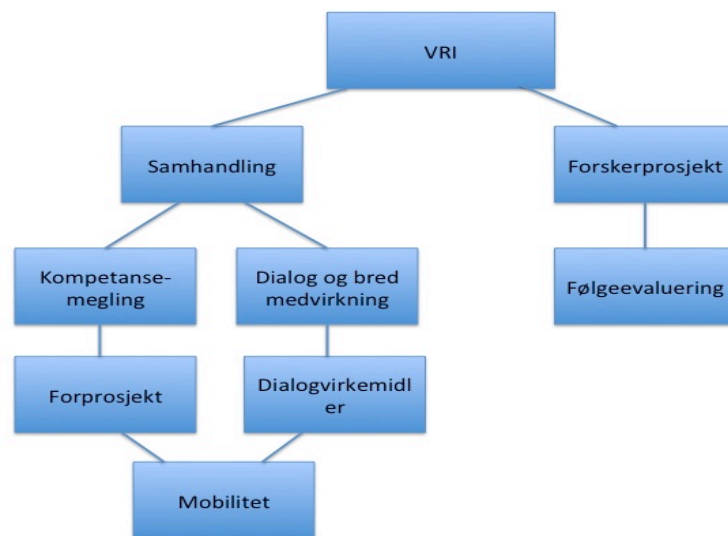 VRI
Samhandling
Forskerprosjekt
Kompetanse-
megling
Dialog og bred
medvirkning
Følgeevaluering
Forprosjekt
Dialogvirkemidl
er
Mobilitet